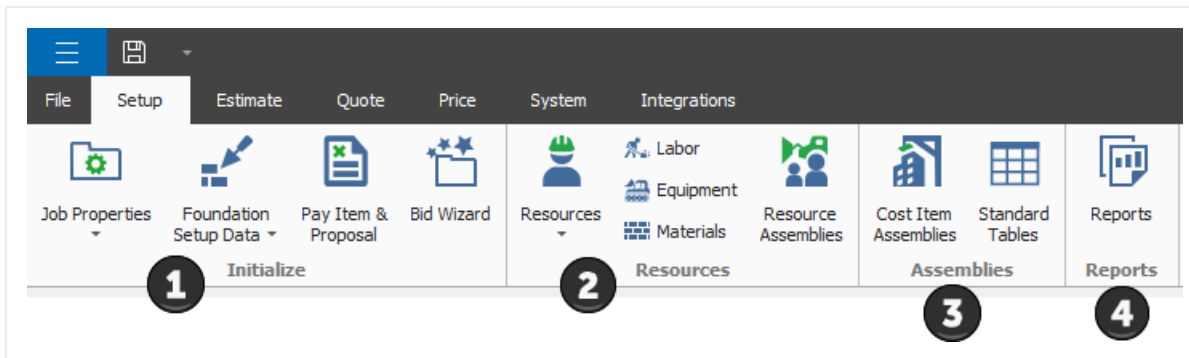 File Setup Estimate Quote Price System Integrations
Labor
Equipment
Job Properties Foundation Pay Item & Bid Wizard Resources Materials Resource Cost Item Standard Reports
Setup Data Proposal Assemblies Assemblies Tables
Initialize Resources Assemblies Reports
1 2 3 4